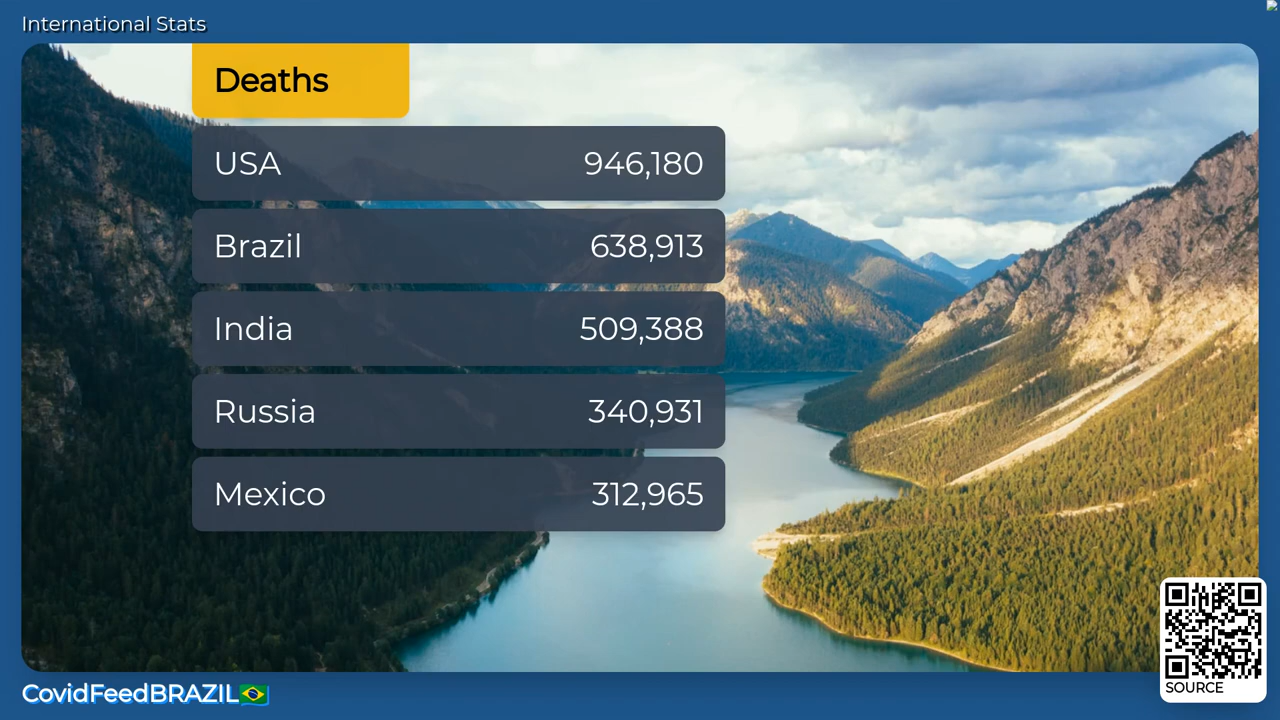 International Stats
Deaths
USA 946,180
Brazil 638,913
India 509,388
Russia 340,931
Mexico 312,965
SOURCE
CovidFeedBRAZIL🇧🇷